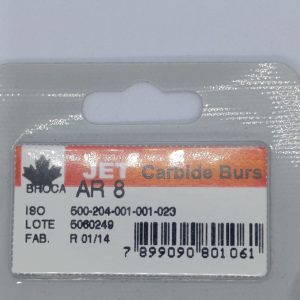 JET Carbide Burs
BROCA AR 8
ISO 500-204-001-001-023
LOTE 5060249
FAB. R 01/14
7 899090 801061